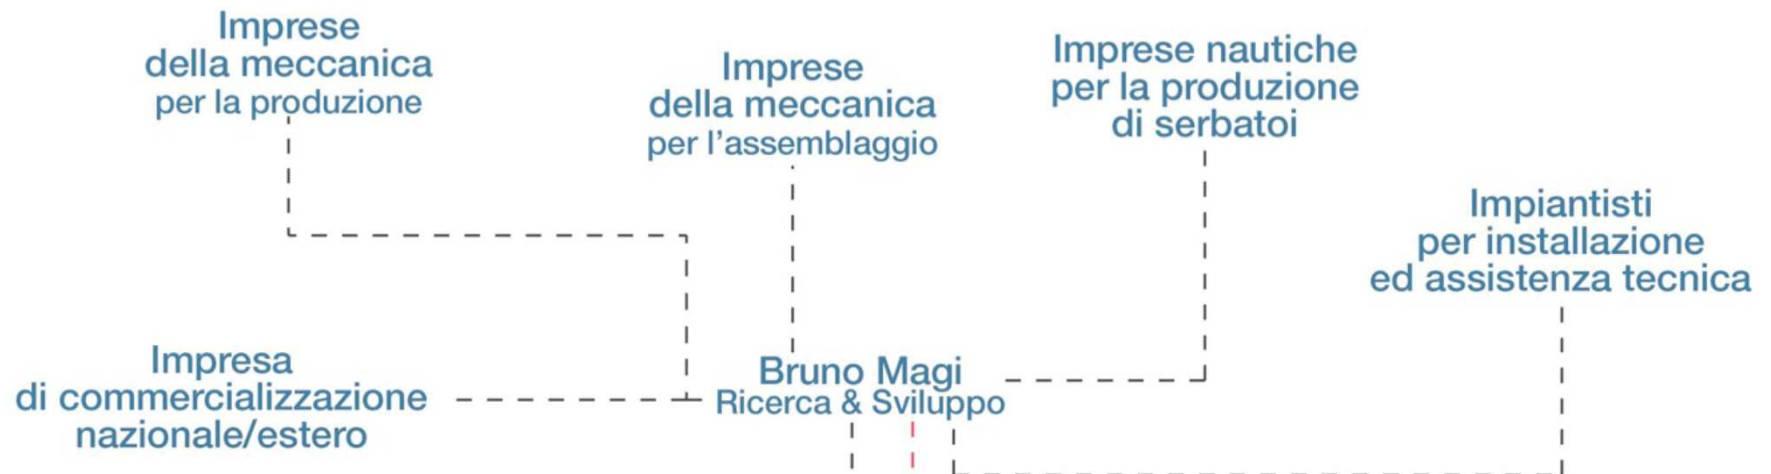 Imprese
della meccanica
per la produzione
Imprese
della meccanica
per l'assemblaggio
Imprese nautiche
per la produzione
di serbatoi
Impiantisti
per installazione
ed assistenza tecnica
Impresa
di commercializzazione
nazionale/estero
Bruno Magi
Ricerca & Sviluppo